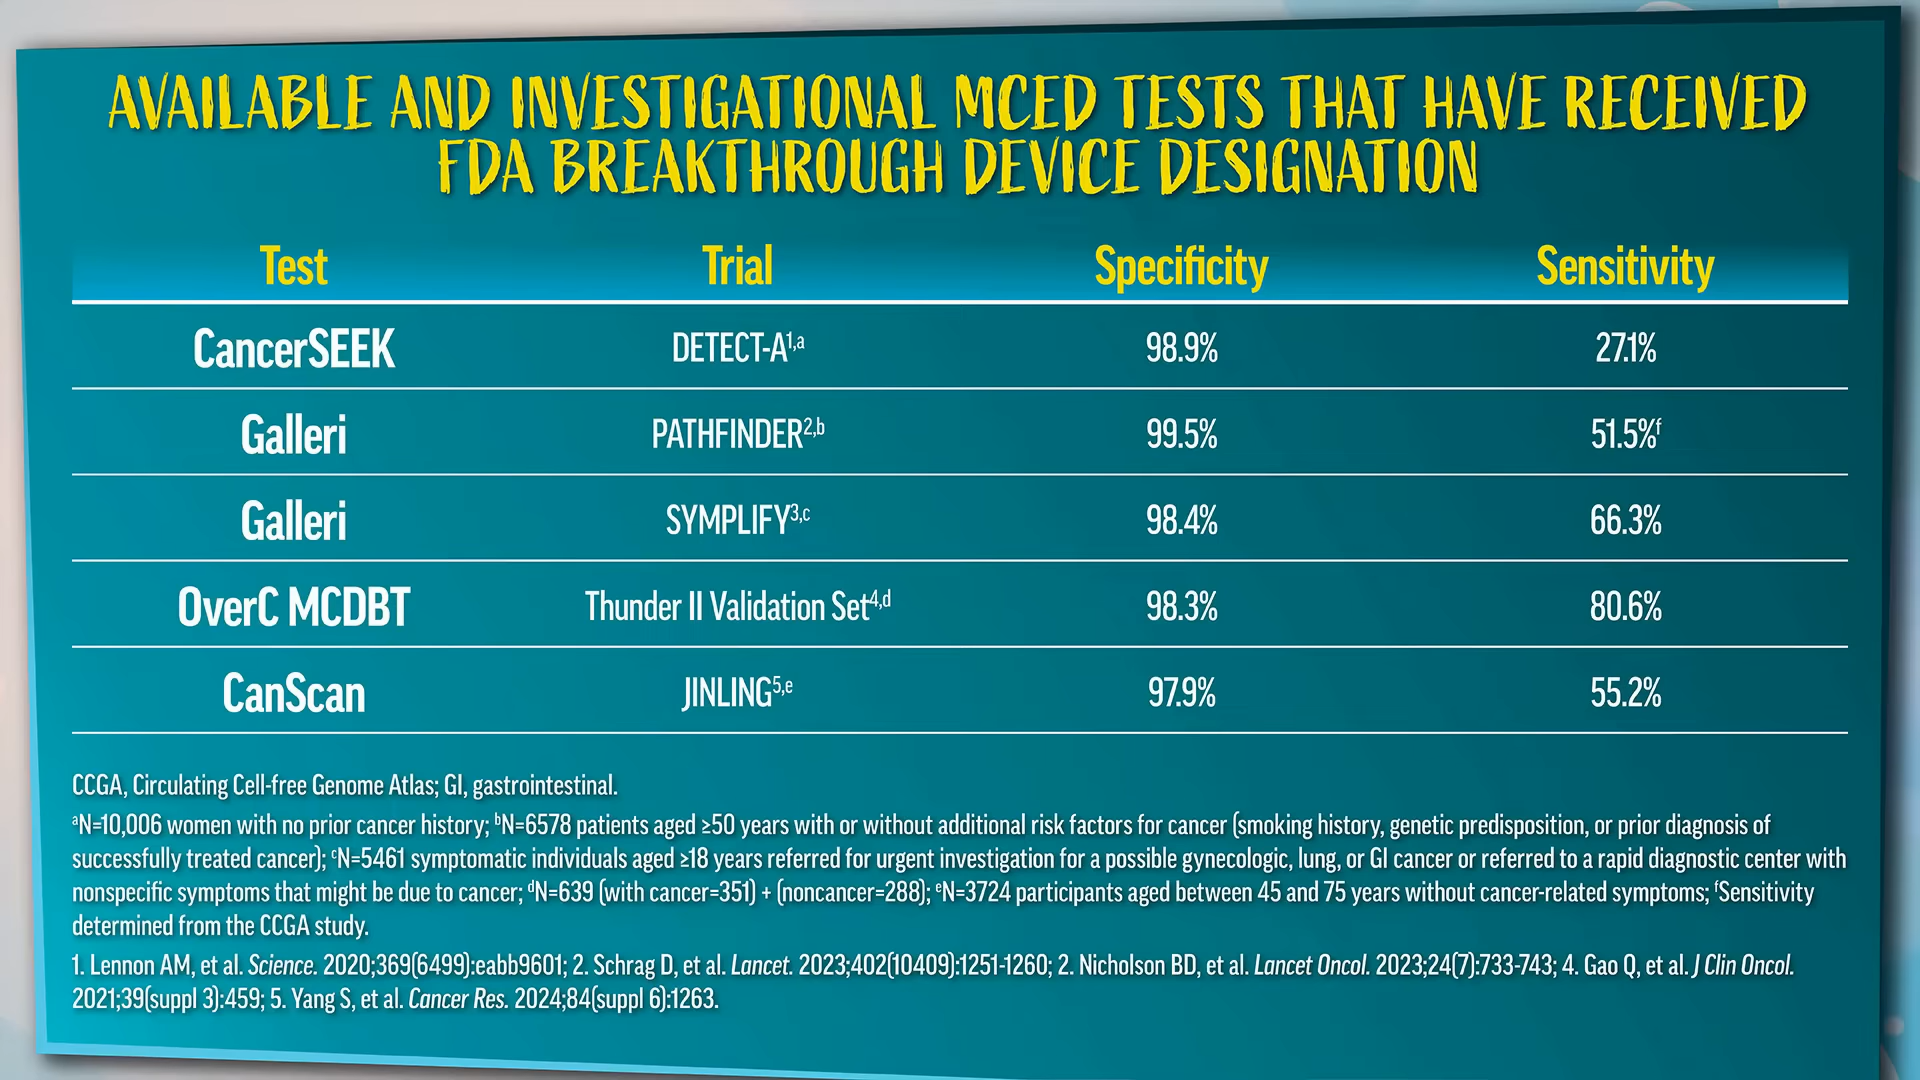 AVAILABLE AND INVESTIGATIONAL MCED TESTS THAT HAVE RECEIVED
FDA BREAKTHROUGH DEVICE DESIGNATION
Test Trial Specificity Sensitivity
CancerSEEK DETECT-A1,a 98.9% 27.1%
Galleri PATHFINDER2,b 99.5% 51.5%f
Galleri SYMPLIFY3,c 98.4% 66.3%
OverC MCDBT Thunder II Validation Set4,d 98.3% 80.6%
CanScan JINLING5,e 97.9% 55.2%
CCGA, Circulating Cell-free Genome Atlas; GI, gastrointestinal.
aN=10,006 women with no prior cancer history; bN=6578 patients aged ≥50 years with or without additional risk factors for cancer (smoking history, genetic predisposition, or prior diagnosis of
successfully treated cancer); cN=5461 symptomatic individuals aged ≥18 years referred for urgent investigation for a possible gynecologic, lung, or GI cancer or referred to a rapid diagnostic center with
nonspecific symptoms that might be due to cancer; dN=639 (with cancer=351) + (noncancer=288); eN=3724 participants aged between 45 and 75 years without cancer-related symptoms; fSensitivity
determined from the CCGA study.
1. Lennon AM, et al. Science. 2020;369(6499):eabb9601; 2. Schrag D, et al. Lancet. 2023;402(10409):1251-1260; 2. Nicholson BD, et al. Lancet Oncol. 2023;24(7):733-743; 4. Gao Q, et al. J Clin Oncol.
2021;39(suppl 3):459; 5. Yang S, et al. Cancer Res. 2024;84(suppl 6):1263.